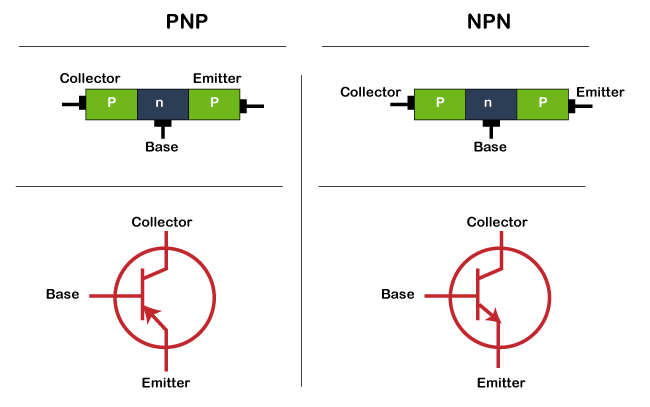 PNP
NPN
Collector
Emitter
P
n
P
Base
Collector
Emitter
P
n
P
Base
Collector
Base
Emitter
Collector
Base
Emitter